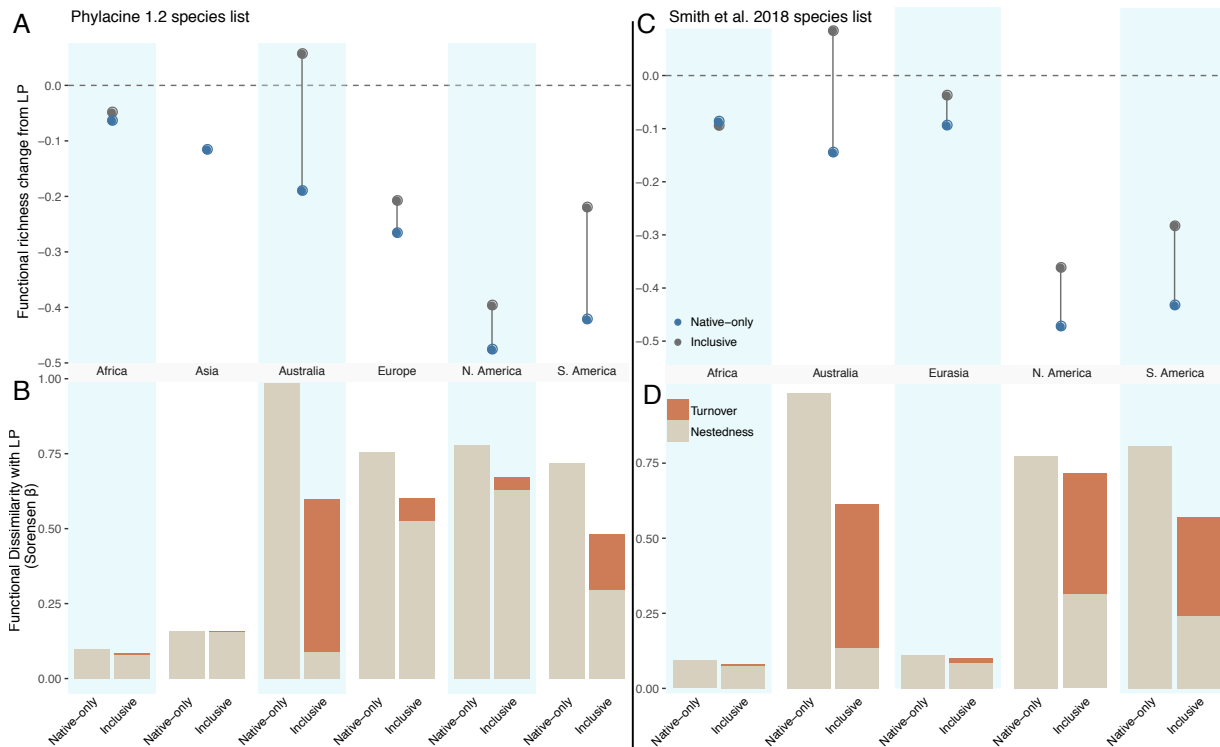 A
Phylacine 1.2 species list
Functional richness change from LP
0.0
−0.1
−0.2
−0.3
−0.4
−0.5
Africa
Asia
Australia
Europe
N. America
S. America
B
Functional Dissimilarity with LP
(Sorensen β)
1.00
0.75
0.50
0.25
0.00
Native−only
Inclusive
Native−only
Inclusive
Native−only
Inclusive
Native−only
Inclusive
Native−only
Inclusive
Native−only
Inclusive
C
Smith et al. 2018 species list
0.0
−0.1
−0.2
−0.3
−0.4
−0.5
Native−only
Inclusive
Africa
Australia
Eurasia
N. America
S. America
D
Turnover
Nestedness
0.75
0.50
0.25
0.00
Native−only
Inclusive
Native−only
Inclusive
Native−only
Inclusive
Native−only
Inclusive
Native−only
Inclusive